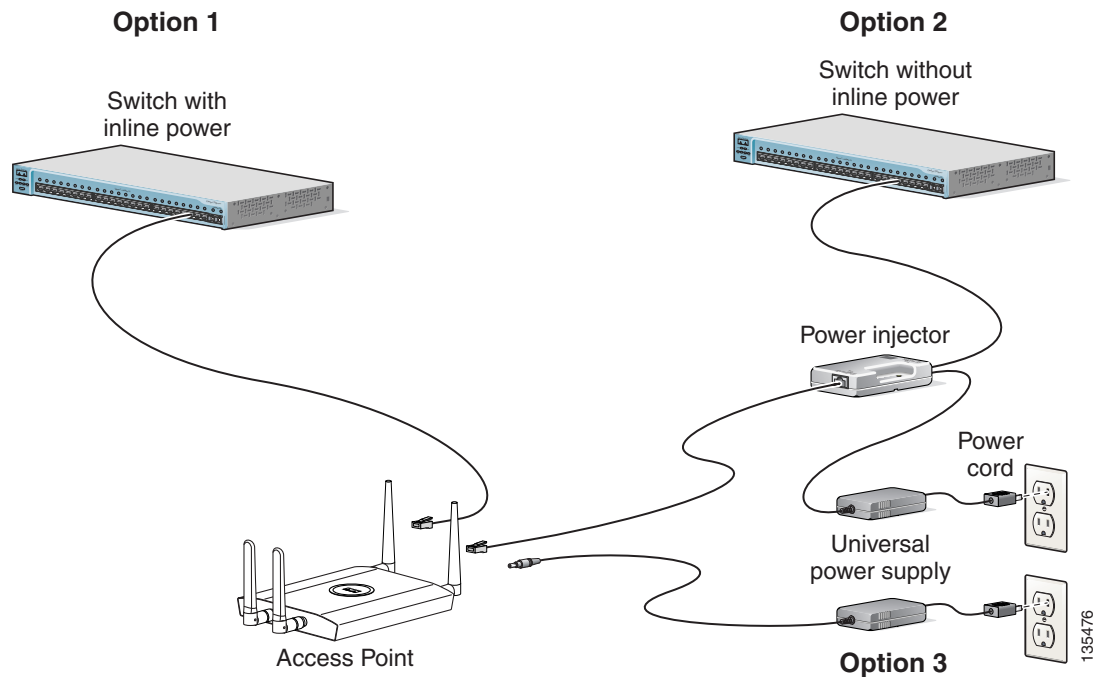 Option 1
Option 2
Switch with
inline power
Switch without
inline power
Power injector
Power
cord
Universal
power supply
Access Point
Option 3
135476